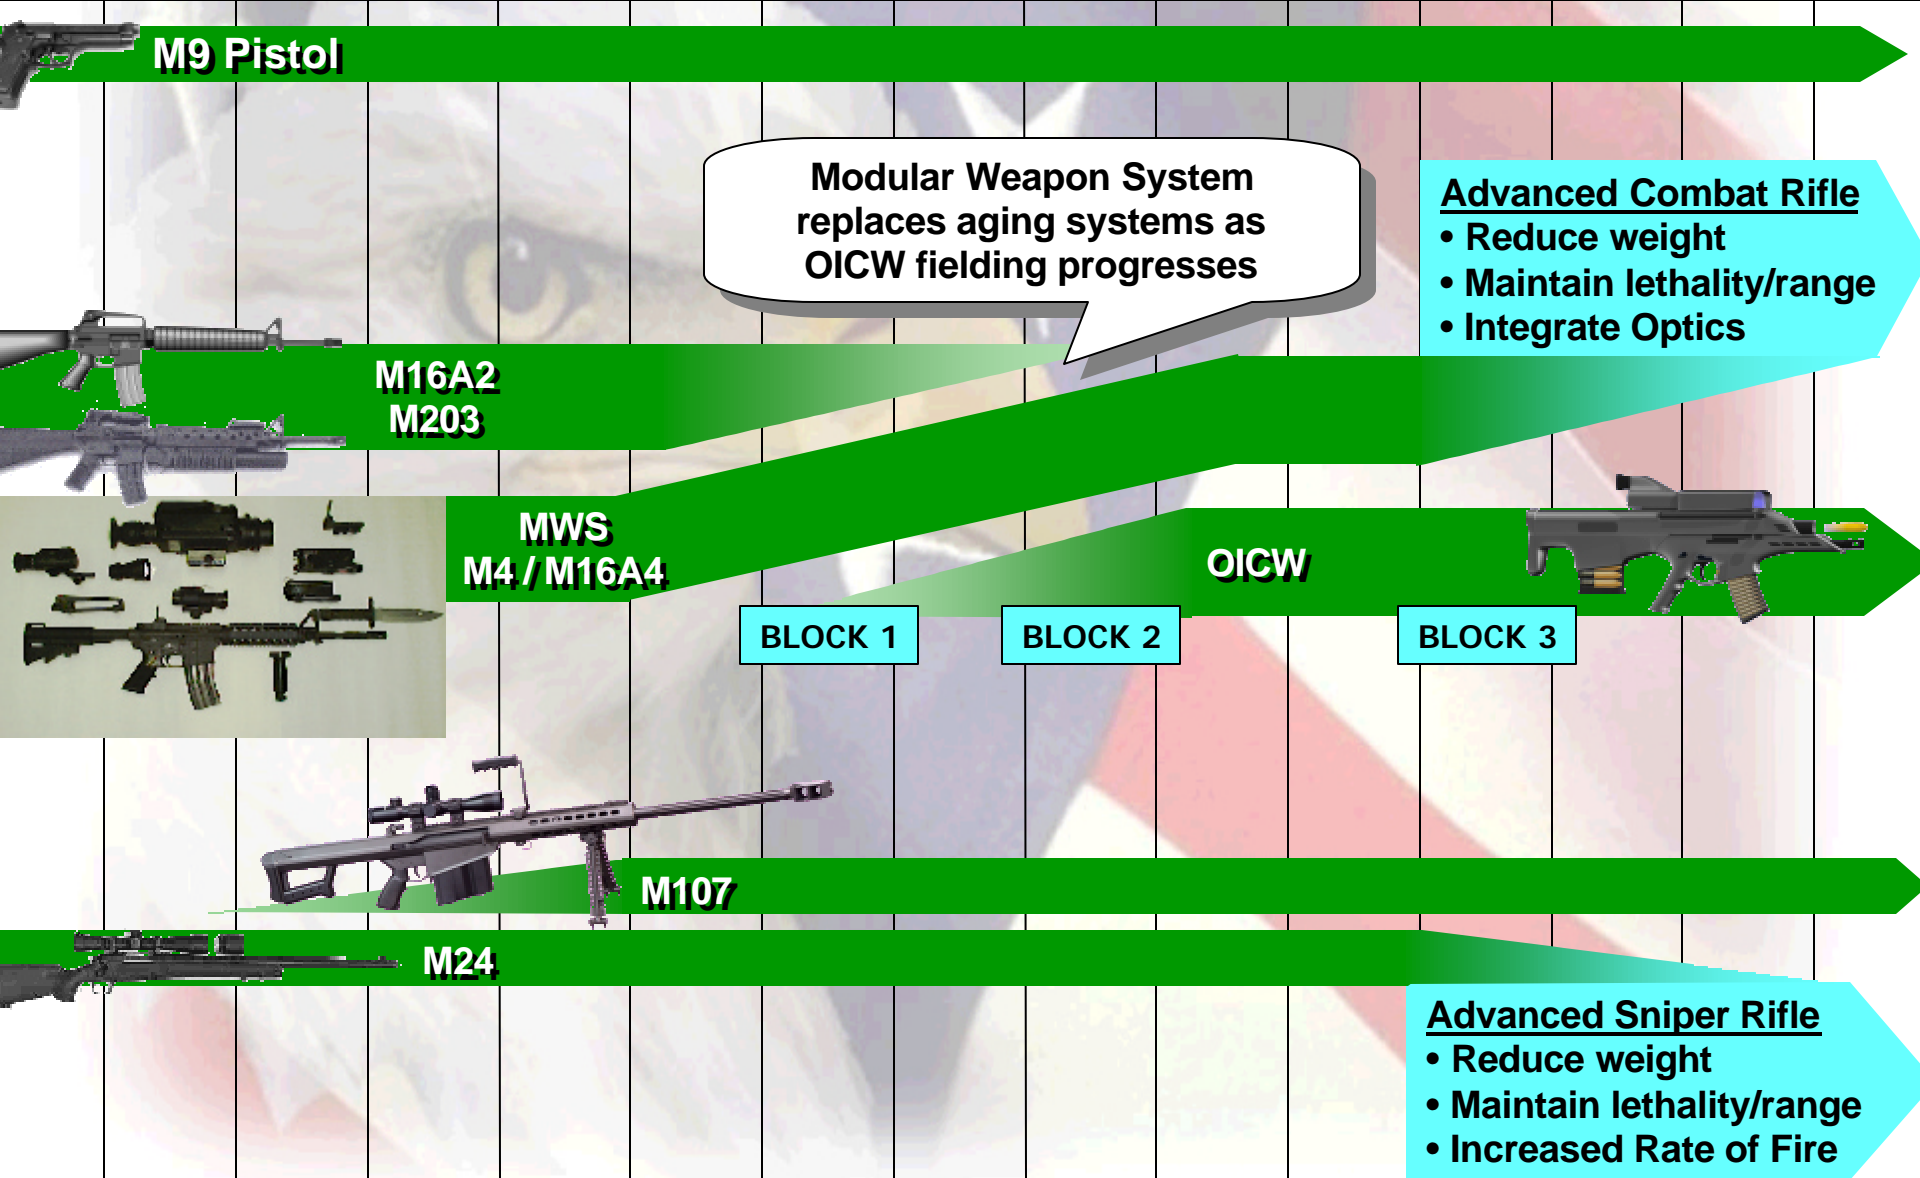 M9 Pistol
Modular Weapon System
replaces aging systems as
OICW fielding progresses
Advanced Combat Rifle
• Reduce weight
• Maintain lethality/range
• Integrate Optics
M16A2
M203
MWS
M4 / M16A4
OICW
BLOCK 1
BLOCK 2
BLOCK 3
M107
M24
Advanced Sniper Rifle
• Reduce weight
• Maintain lethality/range
• Increased Rate of Fire